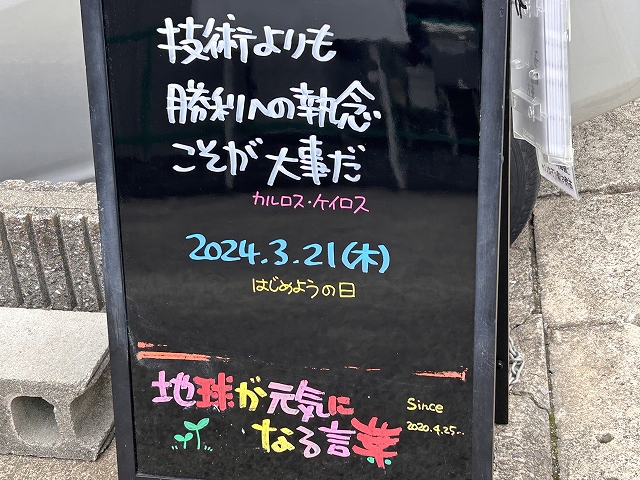 技術よりも
勝利への執念
こそが大事だ
カルロス・ケイロス
2024.3.21(木)
はじめようの日
地球が元気に
なる言葉
Since
2020.4.25...